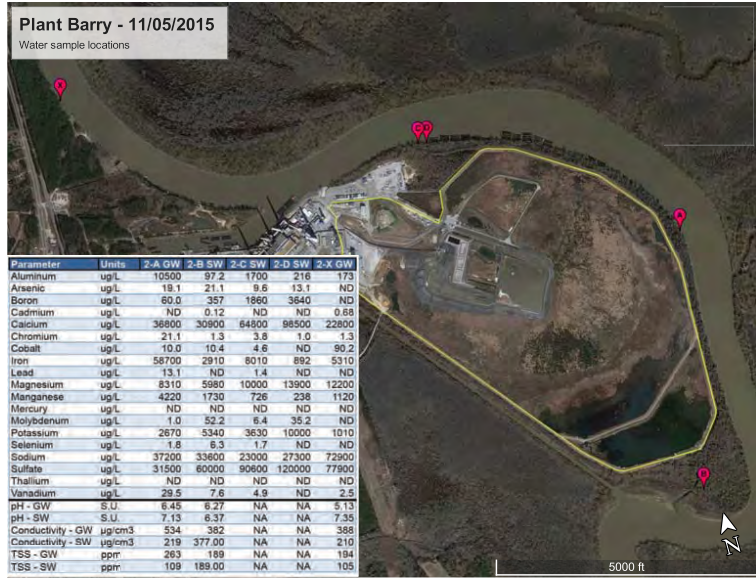 Plant Barry - 11/05/2015
Water sample locations
X
C D
A
B
Parameter Units 2-A GW 2-B SW 2-C SW 2-D SW 2-X GW
Aluminum ug/L 10500 97.2 1700 216 173
Arsenic ug/L 19.1 21.1 9.6 13.1 ND
Boron ug/L 60.0 357 1860 3640 ND
Cadmium ug/L ND 0.12 ND ND 0.68
Calcium ug/L 36800 30900 64800 98500 22800
Chromium ug/L 21.1 1.3 3.8 1.0 1.3
Cobalt ug/L 10.0 10.4 4.6 ND 90.2
Iron ug/L 58700 2910 8010 892 5310
Lead ug/L 13.1 ND 1.4 ND ND
Magnesium ug/L 8310 5980 10000 13900 12200
Manganese ug/L 4220 1730 726 238 1120
Mercury ug/L ND ND ND ND ND
Molybdenum ug/L 1.0 52.2 6.4 35.2 ND
Potassium ug/L 2670 5340 3630 10000 1010
Selenium ug/L 1.8 6.3 1.7 ND ND
Sodium ug/L 37200 33600 23000 27300 72900
Sulfate ug/L 31500 60000 90600 120000 77900
Thallium ug/L ND ND ND ND ND
Vanadium ug/L 29.5 7.6 4.9 ND 2.5
pH - GW S.U. 6.45 6.27 NA NA 5.13
pH - SW S.U. 7.13 6.37 NA NA 7.35
Conductivity - GW µg/cm3 534 382 NA NA 388
Conductivity - SW µg/cm3 219 377.00 NA NA 210
TSS - GW ppm 263 189 NA NA 194
TSS - SW ppm 109 189.00 NA NA 105
N
5000 ft